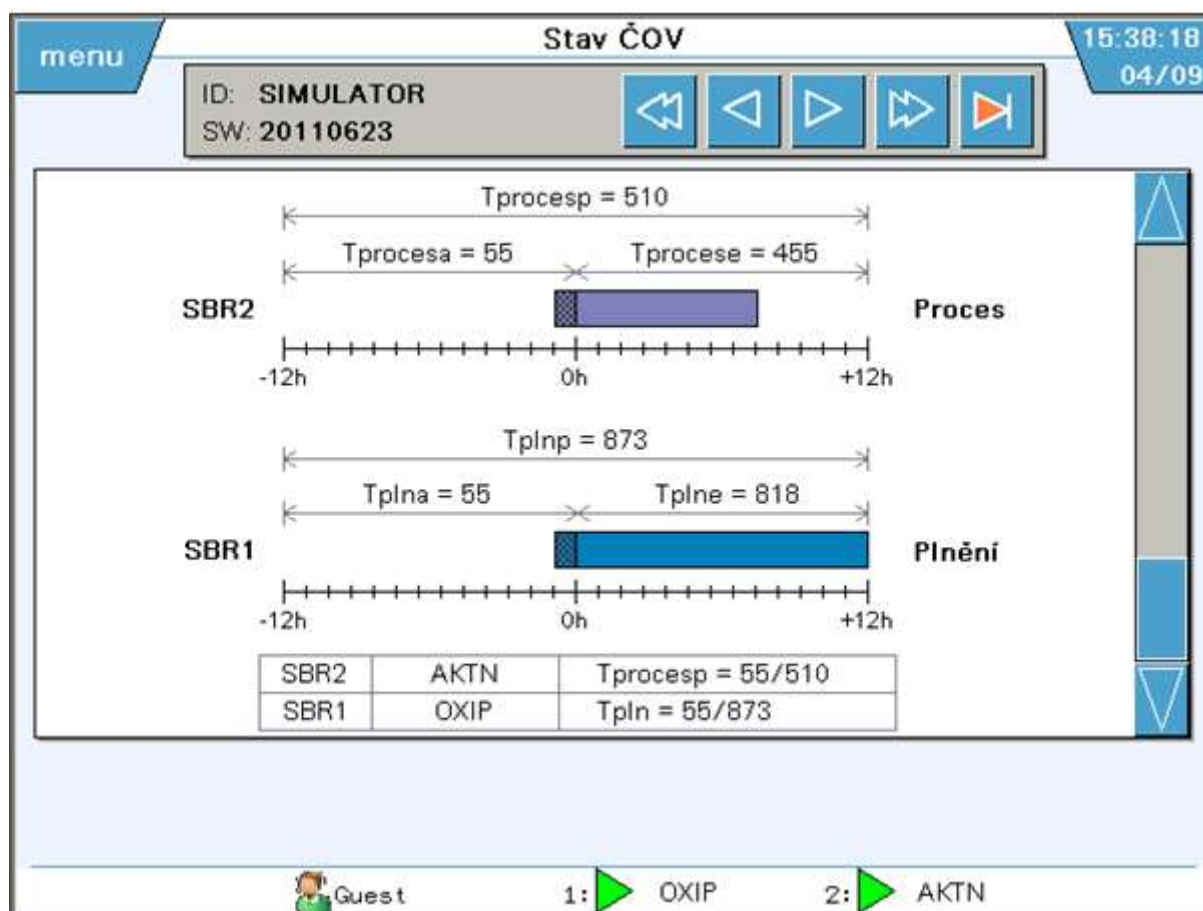 menu
Stav ČOV
15:38:18
04/09
ID: SIMULATOR
SW: 20110623
Tprocesp = 510
Tprocesa = 55
Tprocese = 455
SBR2
Proces
-12h
0h
+12h
Tplnp = 873
Tplna = 55
Tplne = 818
SBR1
Plnění
-12h
0h
+12h
SBR2 AKTN Tprocesp = 55/510
SBR1 OXIP Tpln = 55/873
Guest 1: OXIP 2: AKTN